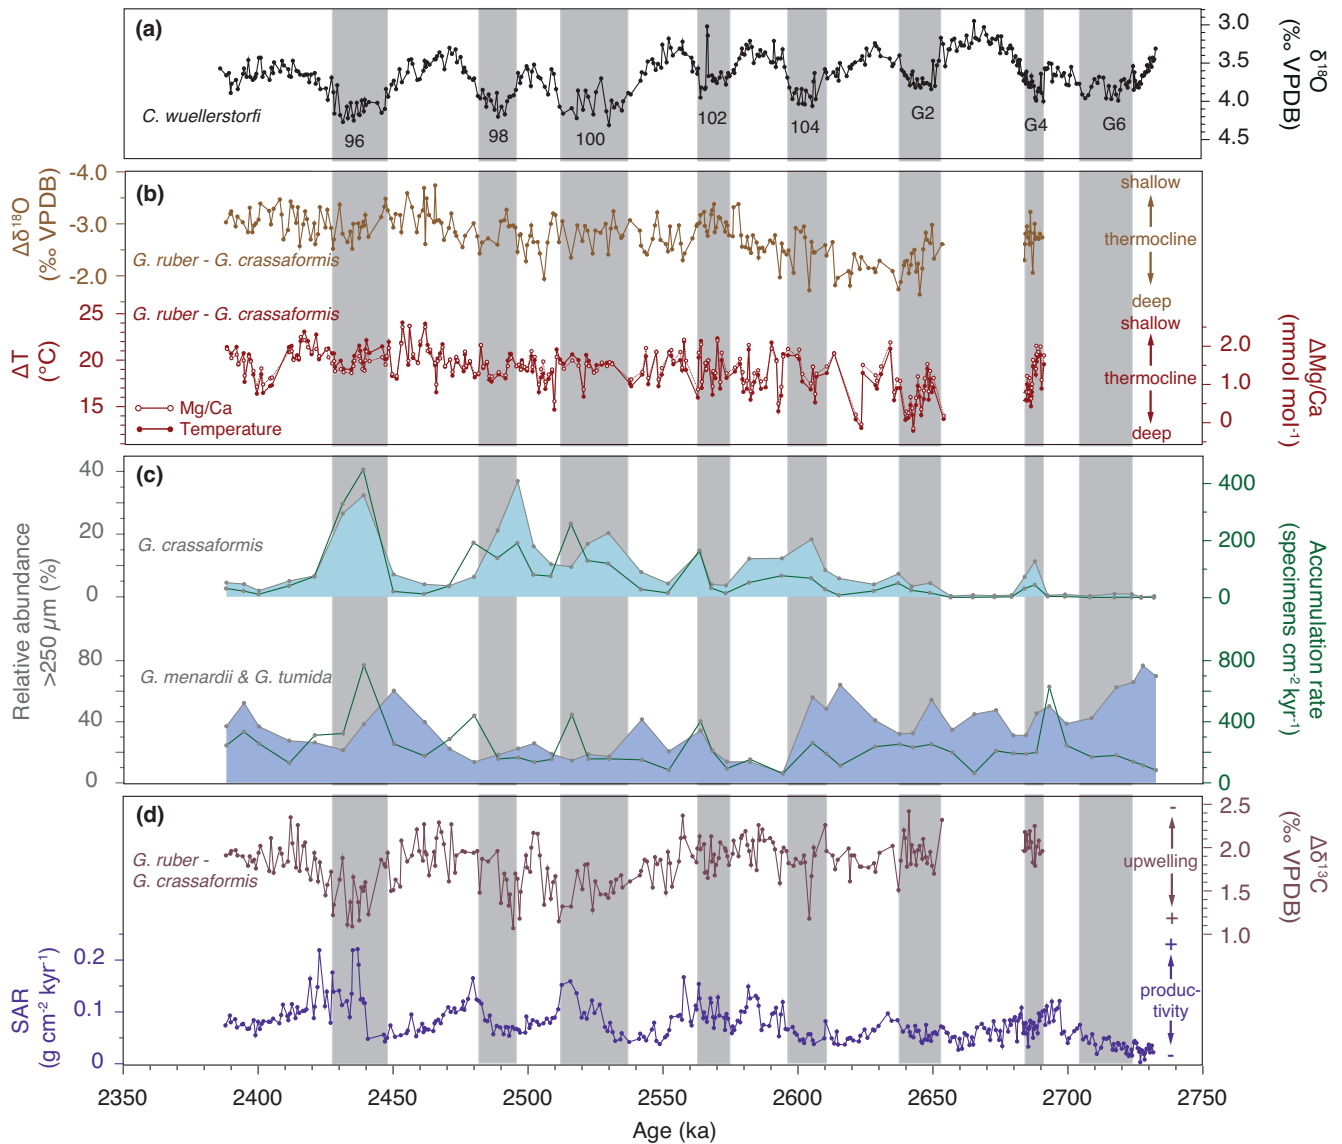 (a)
3.0
3.5
4.0
4.5
δ¹⁸O
(‰ VPDB)
C. wuellerstorfi
96
98
100
102
104
G2
G4
G6
(b)
-4.0
-3.0
-2.0
Δδ¹⁸O
(‰ VPDB)
G. ruber - G. crassaformis
shallow
thermocline
deep
G. ruber - G. crassaformis
25
20
15
ΔT
(°C)
Mg/Ca
Temperature
shallow
thermocline
deep
2.0
1.0
0
ΔMg/Ca
(mmol mol⁻¹)
(c)
40
20
0
G. crassaformis
400
200
0
Relative abundance
>250 µm (%)
Accumulation rate
(specimens cm⁻² kyr⁻¹)
80
40
0
G. menardii & G. tumida
800
400
0
(d)
2.5
2.0
1.5
1.0
Δδ¹³C
(‰ VPDB)
G. ruber -
G. crassaformis
-
upwelling
+
0.2
0.1
0
SAR
(g cm⁻² kyr⁻¹)
+
produc-
tivity
-
2350
2400
2450
2500
2550
2600
2650
2700
2750
Age (ka)